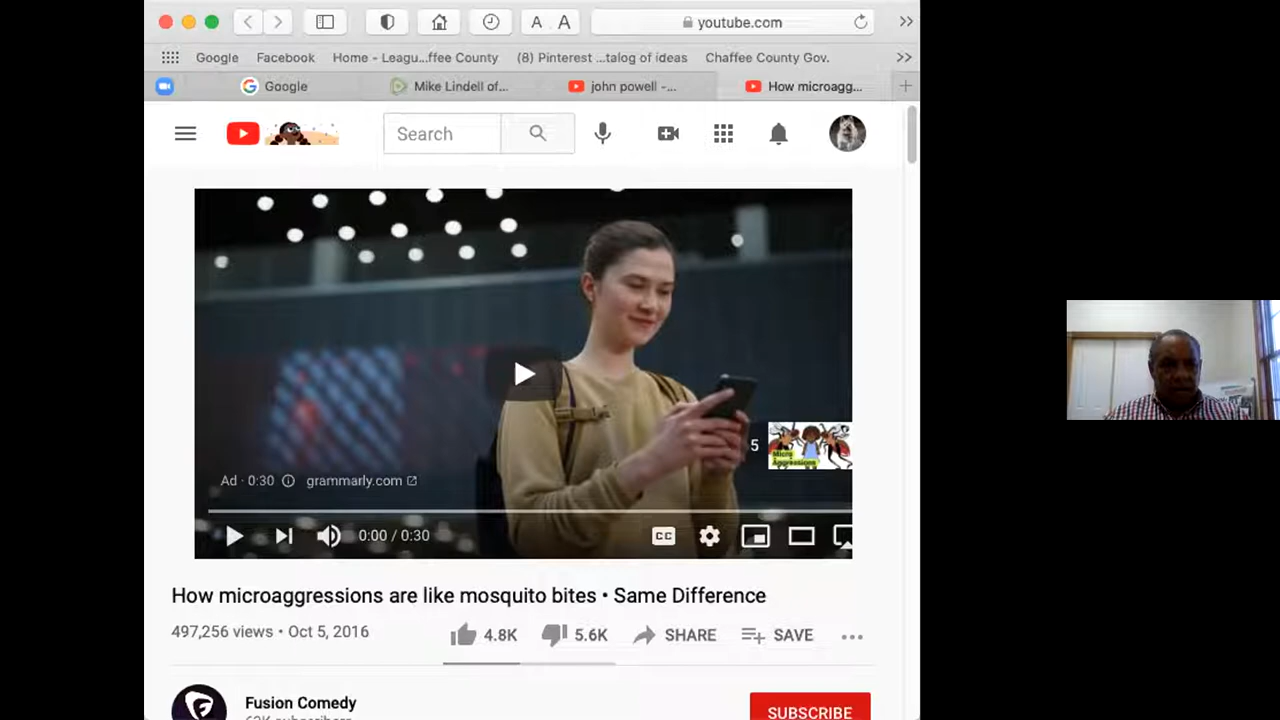 A A
youtube.com
Google
Facebook
Home - Leagu...ffee County
(8) Pinterest ...talog of ideas
Chaffee County Gov.
Google
Mike Lindell of...
john powell -...
How microagg...
Search
5
Micro
Aggressions
Ad · 0:30
grammarly.com
0:00 / 0:30
CC
How microaggressions are like mosquito bites • Same Difference
497,256 views • Oct 5, 2016
4.8K
5.6K
SHARE
SAVE
Fusion Comedy
SUBSCRIBE